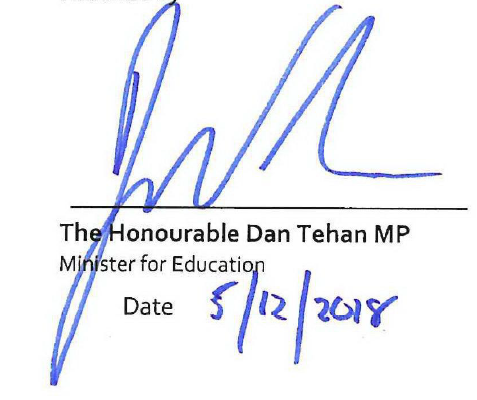 The Honourable Dan Tehan MP
Minister for Education
Date 5/12/2018